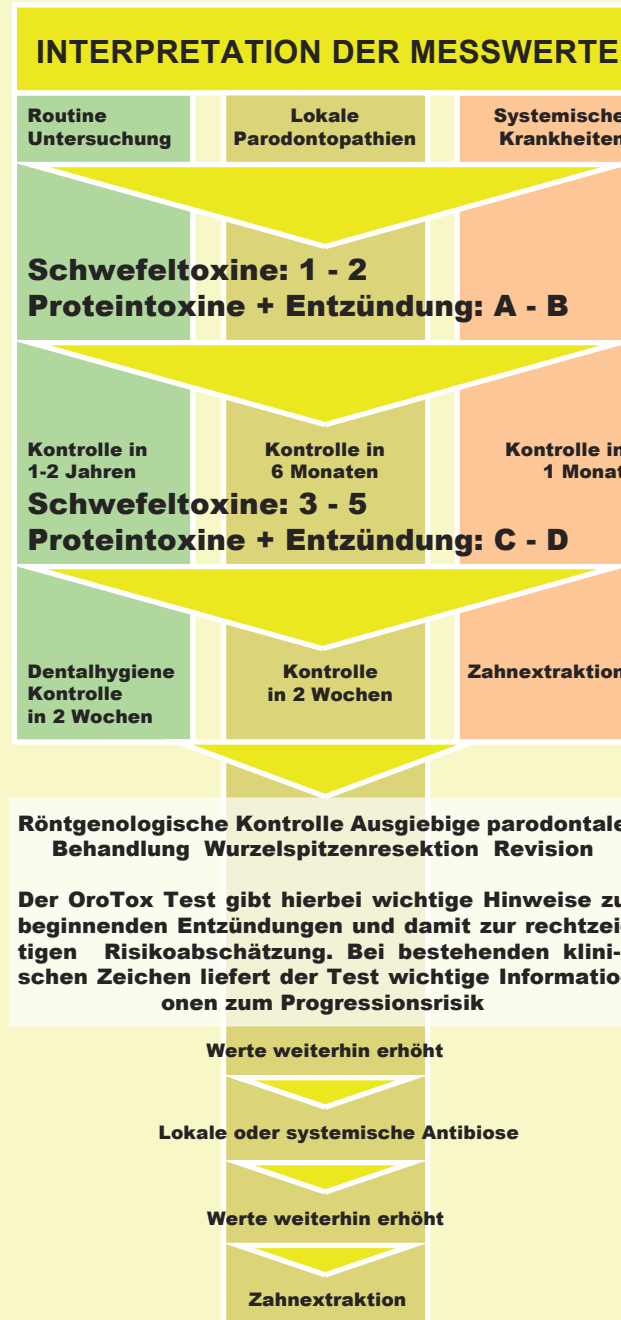 INTERPRETATION DER MESSWERTE
Routine
Untersuchung
Lokale
Parodontopathien
Systemische
Krankheiten
Schwefeltoxine: 1 - 2
Proteintoxine + Entzündung: A - B
Kontrolle in
1-2 Jahren
Kontrolle in
6 Monaten
Kontrolle in
1 Monat
Schwefeltoxine: 3 - 5
Proteintoxine + Entzündung: C - D
Dentalhygiene
Kontrolle
in 2 Wochen
Kontrolle
in 2 Wochen
Zahnextraktion
Röntgenologische Kontrolle Ausgiebige parodontale
Behandlung Wurzelspitzenresektion Revision
Der OroTox Test gibt hierbei wichtige Hinweise zu
beginnenden Entzündungen und damit zur rechtzei-
tigen Risikoabschätzung. Bei bestehenden klini-
schen Zeichen liefert der Test wichtige Informatio-
onen zum Progressionsrisik
Werte weiterhin erhöht
Lokale oder systemische Antibiose
Werte weiterhin erhöht
Zahnextraktion